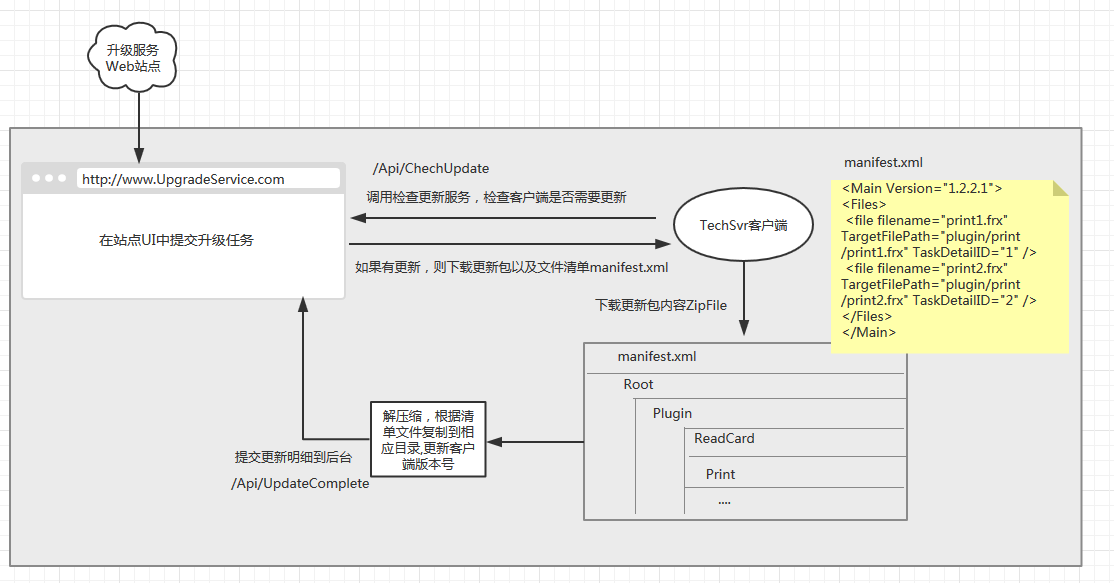 升级服务
Web站点
http://www.UpgradeService.com
在站点UI中提交升级任务
/Api/ChechUpdate
调用检查更新服务，检查客户端是否需要更新
如果有更新，则下载更新包以及文件清单manifest.xml
TechSvr客户端
manifest.xml
<Main Version="1.2.2.1">
<Files>
<file filename="print1.frx"
TargetFilePath="plugin/print
/print1.frx" TaskDetailID="1" />
<file filename="print2.frx"
TargetFilePath="plugin/print
/print2.frx" TaskDetailID="2" />
</Files>
</Main>
下载更新包内容ZipFile
manifest.xml
Root
Plugin
ReadCard
Print
....
解压缩，根据清
单文件复制到相
应目录,更新客户
端版本号
提交更新明细到后台
/Api/UpdateComplete